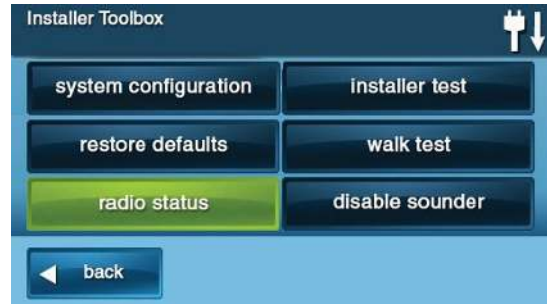 Installer Toolbox
system configuration
installer test
restore defaults
walk test
radio status
disable sounder
back